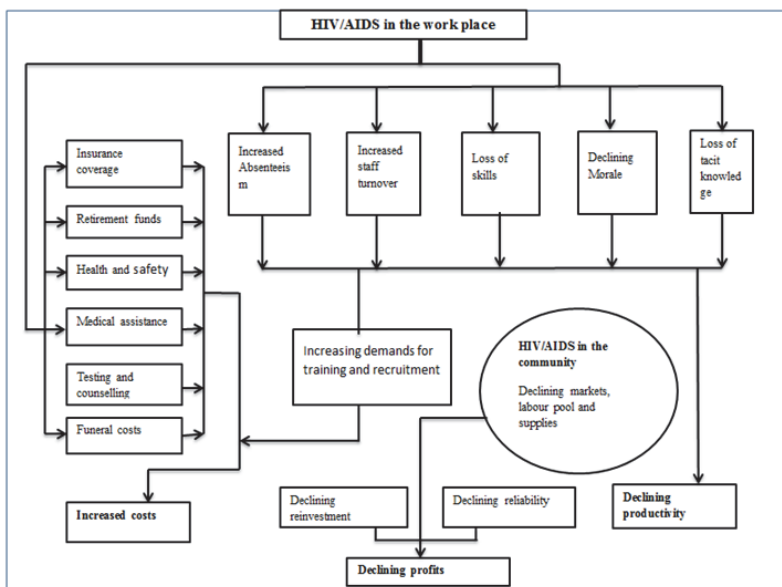 HIV/AIDS in the work place
Insurance
coverage
Retirement funds
Health and safety
Medical assistance
Testing and
counselling
Funeral costs
Increased costs
Increased
Absenteeis
m
Increased
staff
turnover
Loss of
skills
Declining
Morale
Loss of
tacit
knowled
ge
Increasing demands for
training and recruitment
HIV/AIDS in the
community
Declining markets,
labour pool and
supplies
Declining
reinvestment
Declining reliability
Declining
productivity
Declining profits